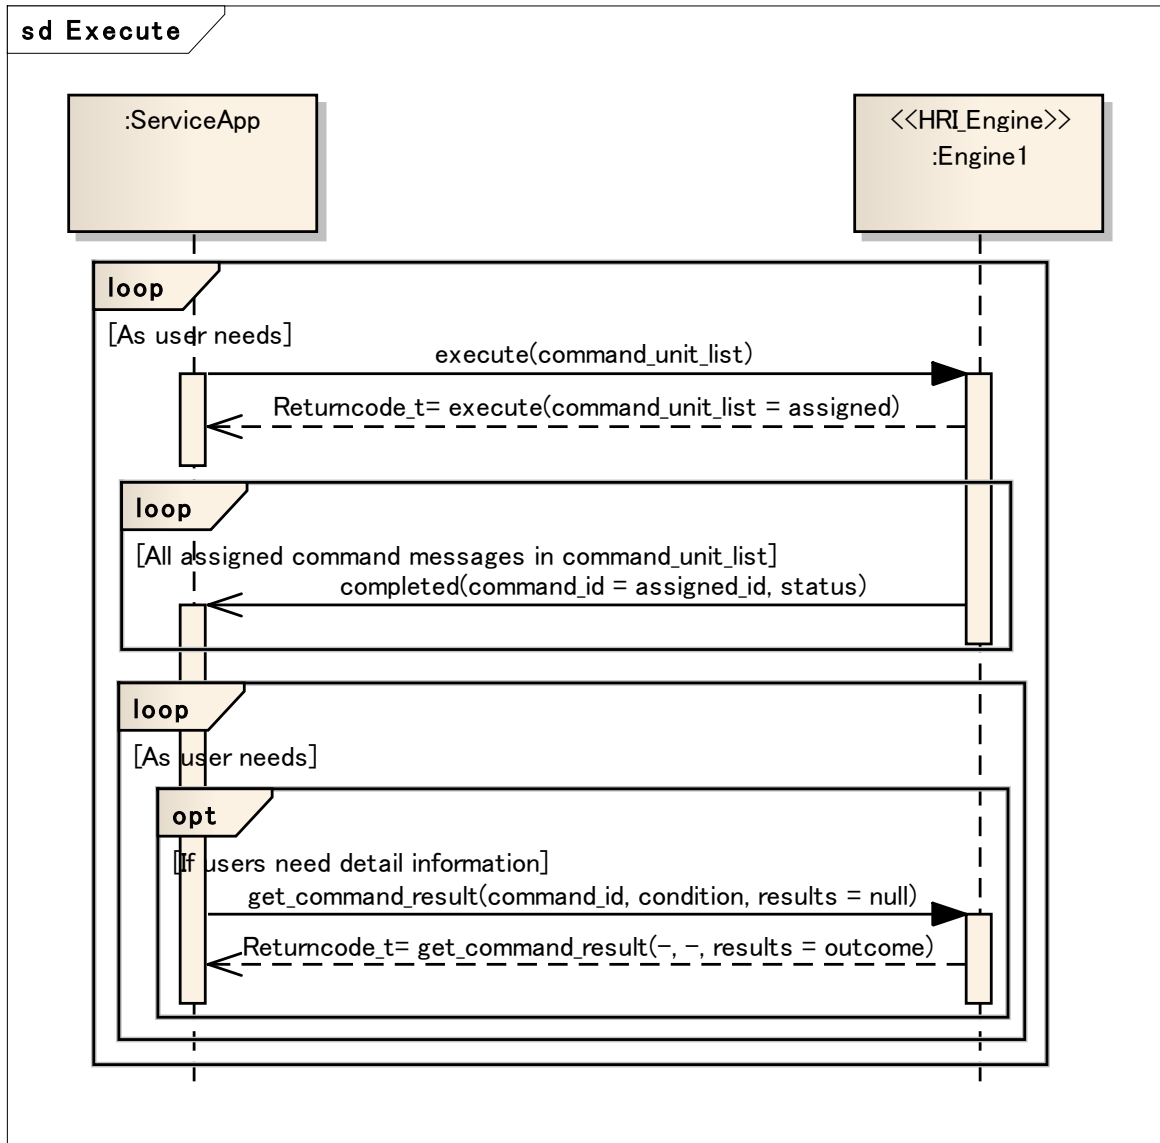 sd Execute
:ServiceApp
<<HRI_Engine>>
:Engine1
loop
[As user needs]
execute(command_unit_list)
Returncode_t= execute(command_unit_list = assigned)
loop
[All assigned command messages in command_unit_list]
completed(command_id = assigned_id, status)
loop
[As user needs]
opt
[If users need detail information]
get_command_result(command_id, condition, results = null)
Returncode_t= get_command_result(-, -, results = outcome)